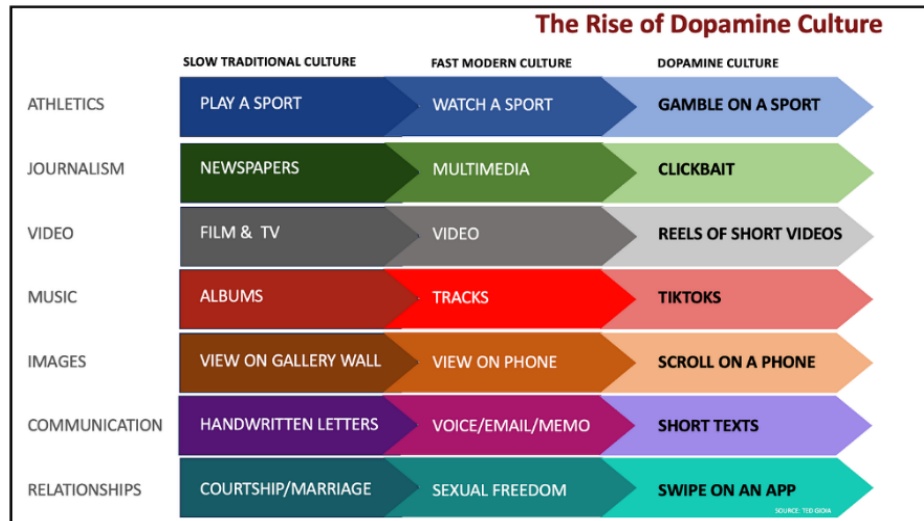 The Rise of Dopamine Culture
SLOW TRADITIONAL CULTURE FAST MODERN CULTURE DOPAMINE CULTURE
ATHLETICS PLAY A SPORT WATCH A SPORT GAMBLE ON A SPORT
JOURNALISM NEWSPAPERS MULTIMEDIA CLICKBAIT
VIDEO FILM & TV VIDEO REELS OF SHORT VIDEOS
MUSIC ALBUMS TRACKS TIKTOKS
IMAGES VIEW ON GALLERY WALL VIEW ON PHONE SCROLL ON A PHONE
COMMUNICATION HANDWRITTEN LETTERS VOICE/EMAIL/MEMO SHORT TEXTS
RELATIONSHIPS COURTSHIP/MARRIAGE SEXUAL FREEDOM SWIPE ON AN APP
SOURCE: TED GIOIA